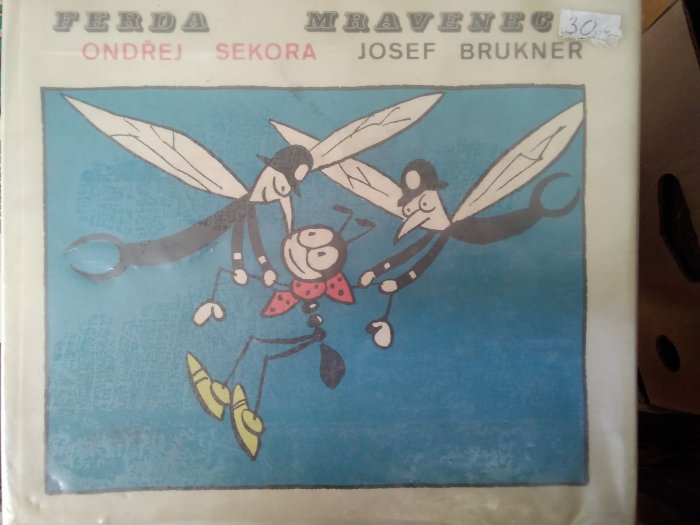 FERDA MRAVENEC
ONDŘEJ SEKORA JOSEF BRUKNER
30,-